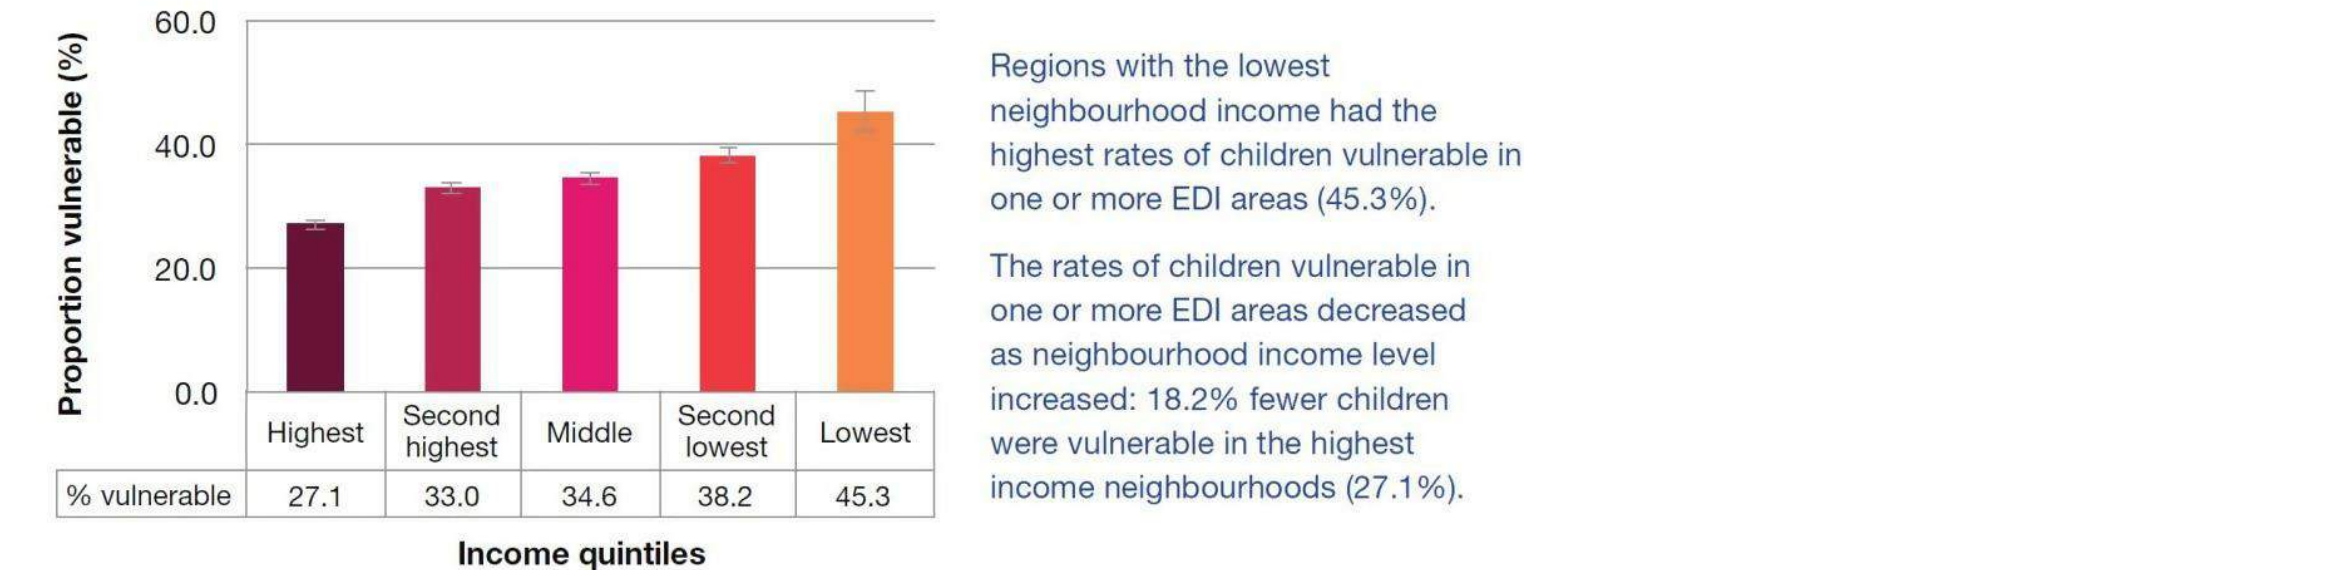 Proportion vulnerable (%)
60.0
40.0
20.0
0.0
Highest
Second
highest
Middle
Second
lowest
Lowest
% vulnerable 27.1 33.0 34.6 38.2 45.3
Income quintiles
Regions with the lowest
neighbourhood income had the
highest rates of children vulnerable in
one or more EDI areas (45.3%).
The rates of children vulnerable in
one or more EDI areas decreased
as neighbourhood income level
increased: 18.2% fewer children
were vulnerable in the highest
income neighbourhoods (27.1%).